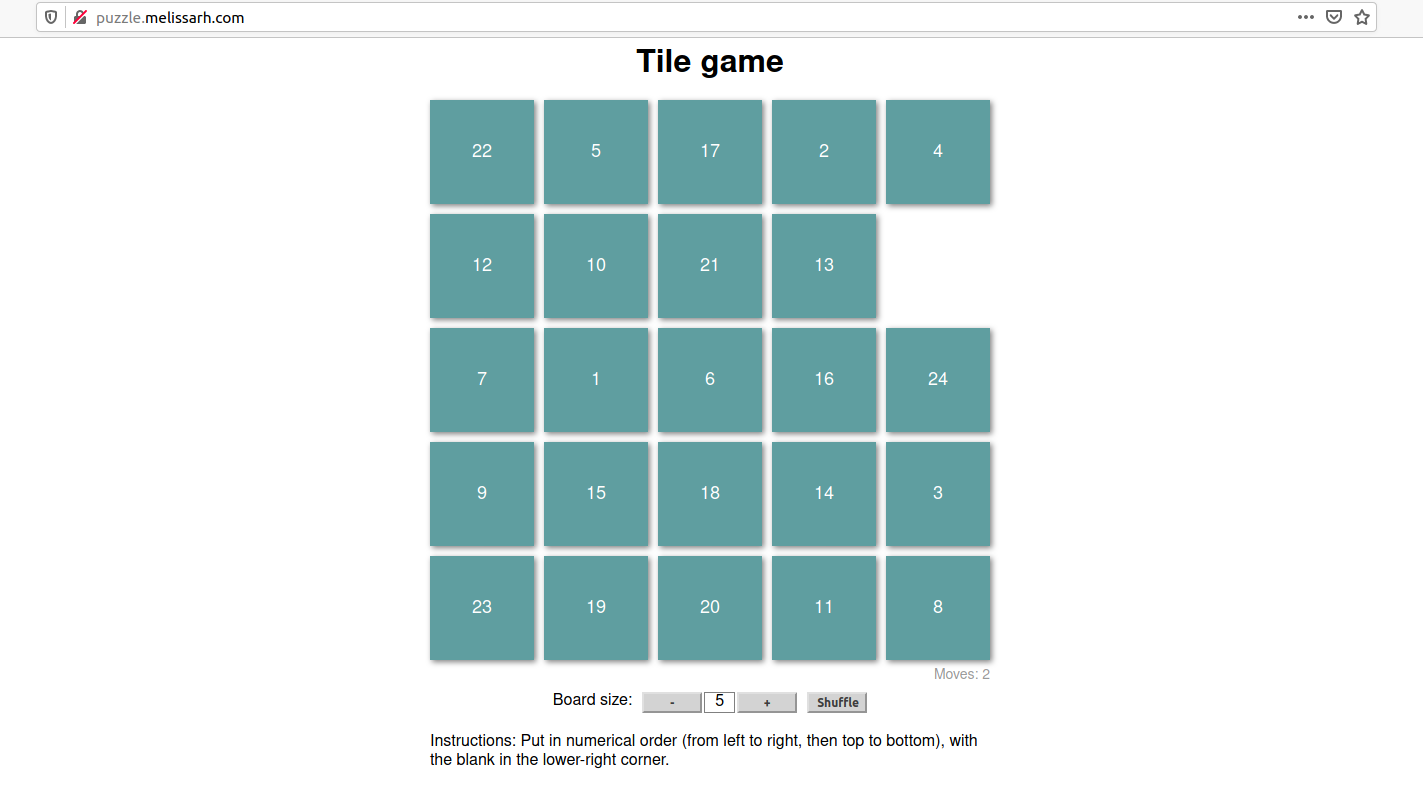 puzzle.melissarh.com
Tile game
22 5 17 2 4
12 10 21 13
7 1 6 16 24
9 15 18 14 3
23 19 20 11 8
Moves: 2
Board size: - 5 + Shuffle
Instructions: Put in numerical order (from left to right, then top to bottom), with
the blank in the lower-right corner.